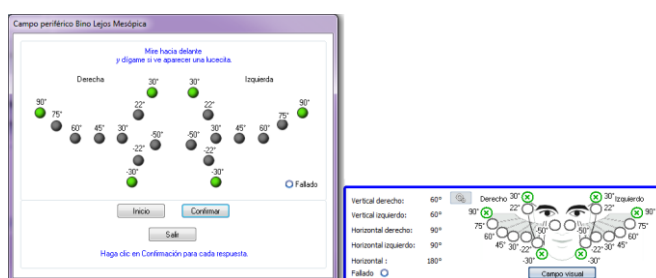 Campo periférico Bino Lejos Mesópica
Mire hacia delante
y dígame si ve aparecer una lucecita.
Derecha 30° 30° Izquierda
90° 22° 22° 90°
75° 75°
60° 45° 30° -50° -50° 30° 45° 60°
-22° -22°
-30° -30°
Fallado
Inicio Confirmar
Salir
Haga clic en Confirmación para cada respuesta.
Vertical derecho: 60°
Vertical izquierdo: 60°
Horizontal derecho: 90°
Horizontal izquierdo: 90°
Horizontal : 180°
Fallado
Derecho 30° 30° Izquierdo
90° 22° 22° 90°
75° 75°
60° -50° -50° 60°
45° 30° -22° -22° 30° 45°
-30° -30°
Campo visual